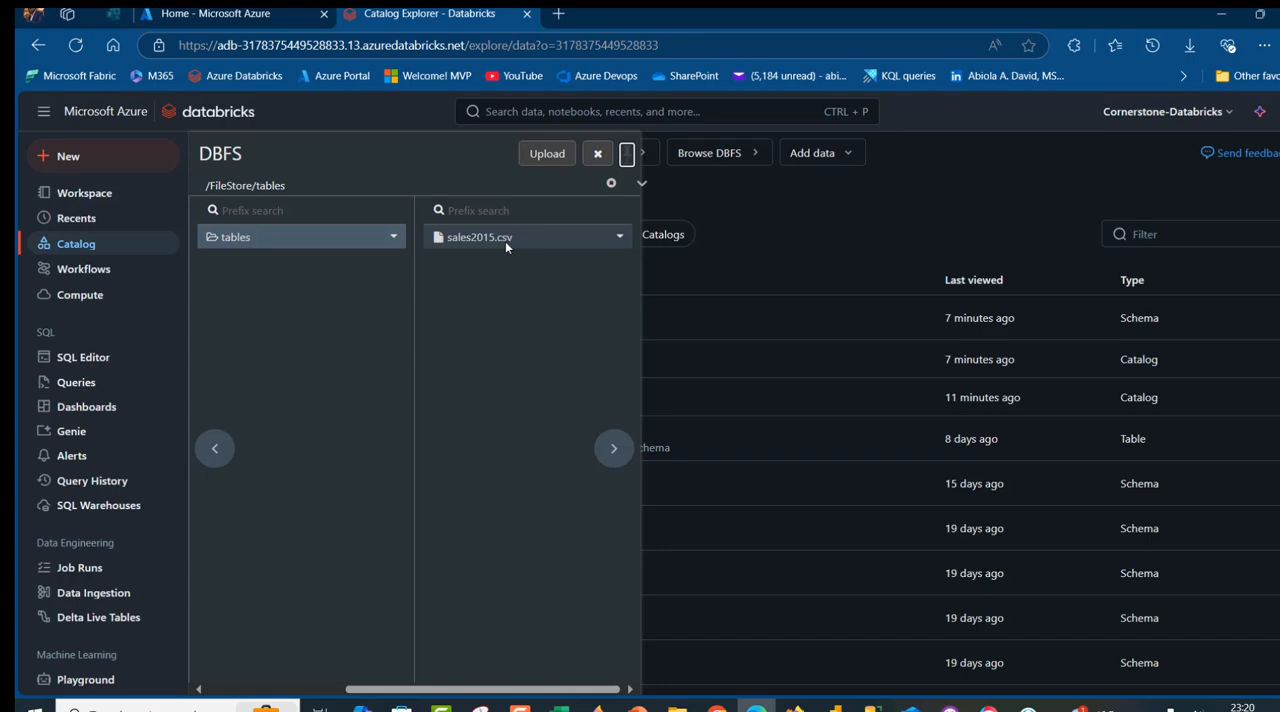 Home - Microsoft Azure
Catalog Explorer - Databricks
https://adb-3178375449528833.13.azuredatabricks.net/explore/data?o=3178375449528833
Microsoft Fabric
M365
Azure Databricks
Azure Portal
Welcome! MVP
YouTube
Azure Devops
SharePoint
(5,184 unread) - abi...
KQL queries
Abiola A. David, MS...
Other favo
Microsoft Azure
databricks
Search data, notebooks, recents, and more...
CTRL + P
Cornerstone-Databricks
New
Workspace
Recents
Catalog
Workflows
Compute
SQL
SQL Editor
Queries
Dashboards
Genie
Alerts
Query History
SQL Warehouses
Data Engineering
Job Runs
Data Ingestion
Delta Live Tables
Machine Learning
Playground
DBFS
Upload
/FileStore/tables
Prefix search
Prefix search
tables
sales2015.csv
Browse DBFS
Add data
Send feedba
Catalogs
Filter
Last viewed
Type
7 minutes ago
Schema
7 minutes ago
Catalog
11 minutes ago
Catalog
chema
8 days ago
Table
15 days ago
Schema
19 days ago
Schema
19 days ago
Schema
19 days ago
Schema
19 days ago
Schema
23:20